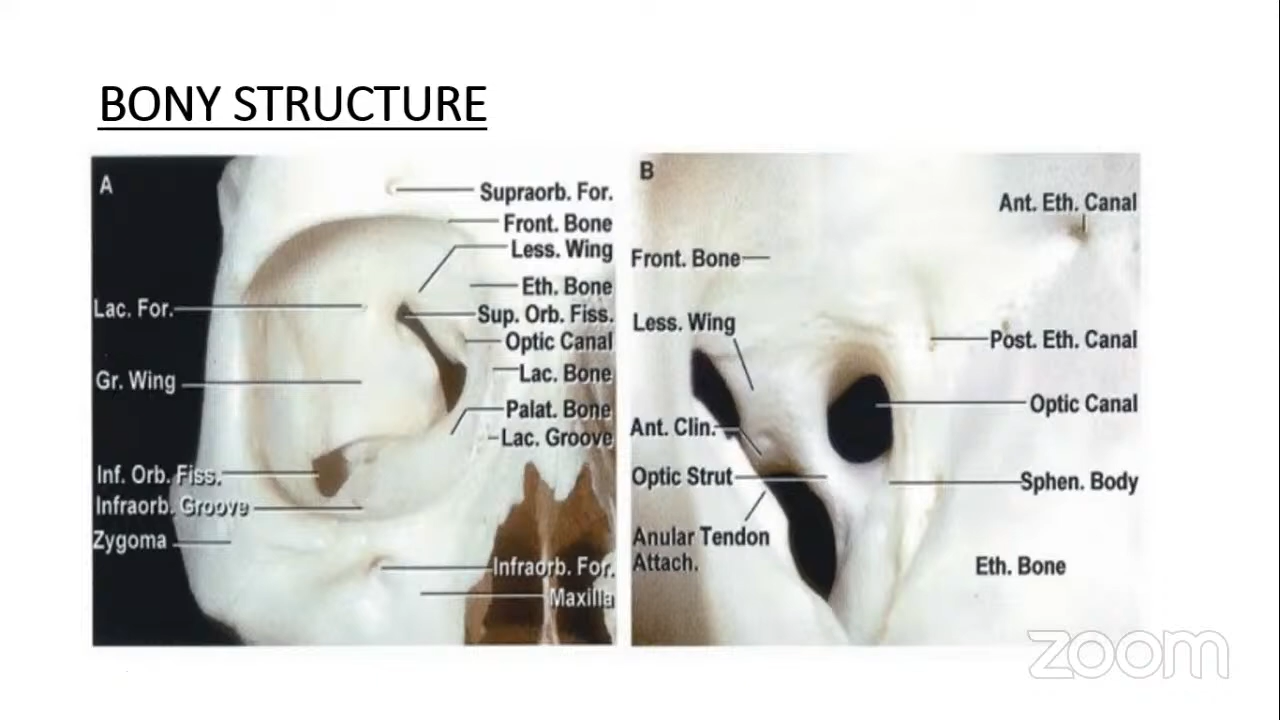 BONY STRUCTURE
A
Supraorb. For.
Front. Bone
Less. Wing
Eth. Bone
Sup. Orb. Fiss.
Optic Canal
Lac. Bone
Palat. Bone
Lac. Groove
Lac. For.
Gr. Wing
Inf. Orb. Fiss.
Infraorb. Groove
Zygoma
Infraorb. For.
Maxilla
B
Ant. Eth. Canal
Front. Bone
Less. Wing
Post. Eth. Canal
Optic Canal
Ant. Clin.
Optic Strut
Sphen. Body
Anular Tendon
Attach.
Eth. Bone
zoom